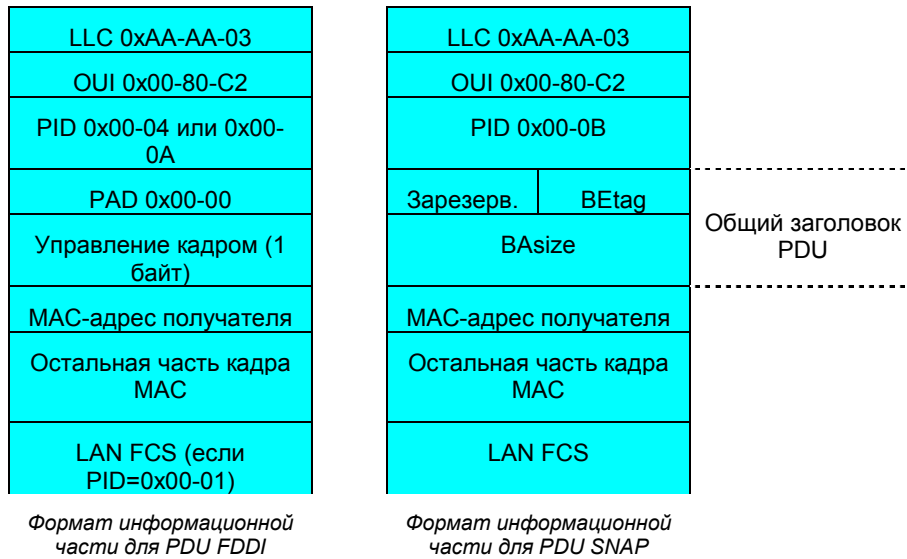 LLC 0xAA-AA-03
OUI 0x00-80-C2
PID 0x00-04 или 0x00-
0A
PAD 0x00-00
Управление кадром (1
байт)
MAC-адрес получателя
Остальная часть кадра
MAC
LAN FCS (если
PID=0x00-01)
Формат информационной
части для PDU FDDI
LLC 0xAA-AA-03
OUI 0x00-80-C2
PID 0x00-0B
Зарезерв.
BEtag
BAsize
MAC-адрес получателя
Остальная часть кадра
MAC
LAN FCS
Формат информационной
части для PDU SNAP
Общий заголовок
PDU